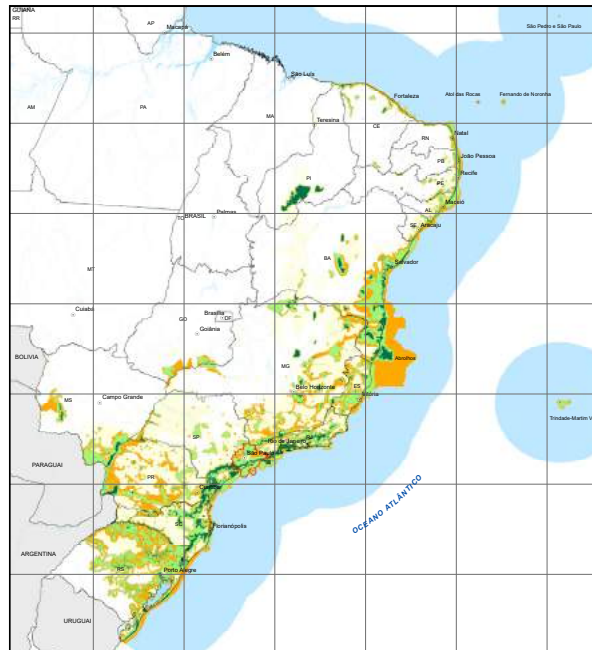 GUIANA
RR
AP
Macapá
São Pedro e São Paulo
Belém
São Luís
Fortaleza
Atol das Rocas
Fernando de Noronha
AM
PA
MA
Teresina
CE
RN
Natal
PB
João Pessoa
PI
Recife
PE
Maceió
AL
TO
BRASIL
Palmas
SE
Aracaju
MT
BA
Salvador
Cuiabá
Brasília
DF
GO
Goiânia
BOLIVIA
MG
Abrolhos
MS
Campo Grande
Belo Horizonte
ES
Vitória
Trindade-Martim V
SP
Rio de Janeiro
RJ
São Paulo
PARAGUAI
PR
Curitiba
OCEANO ATLÂNTICO
SC
Florianópolis
ARGENTINA
RS
Porto Alegre
URUGUAI